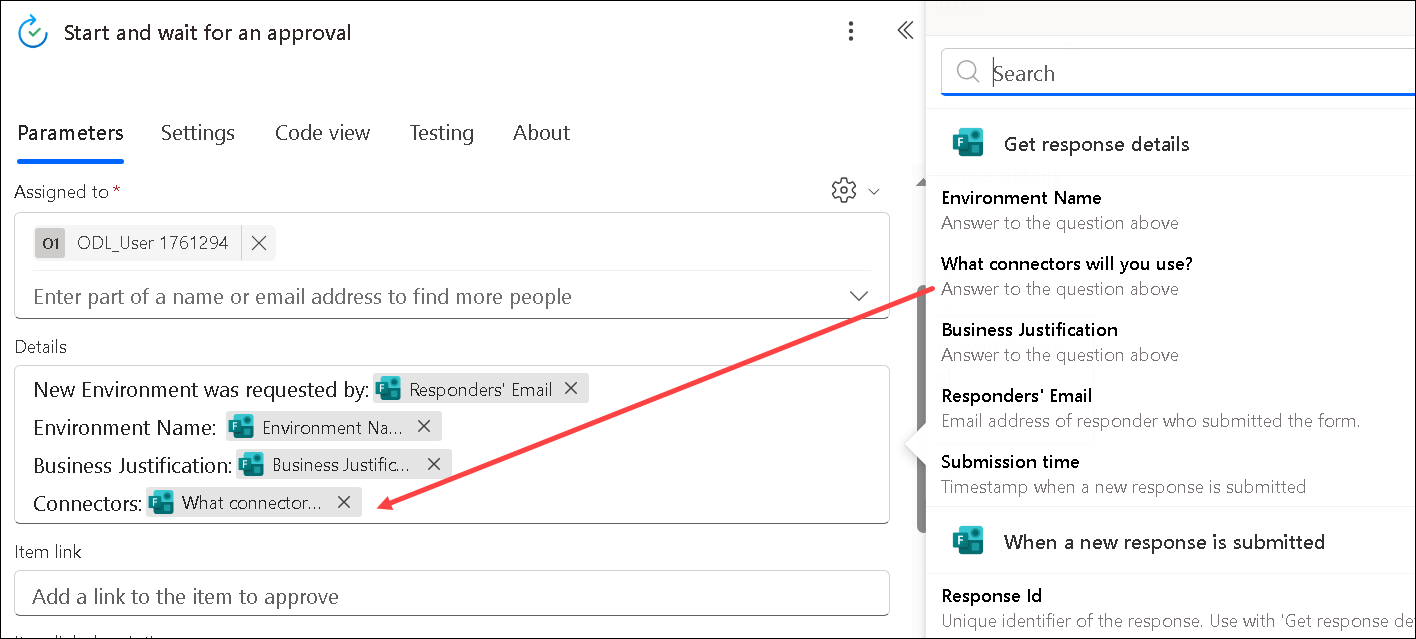 Start and wait for an approval
Parameters Settings Code view Testing About
Assigned to *
O1 ODL_User 1761294
Enter part of a name or email address to find more people
Details
New Environment was requested by: Responders' Email
Environment Name: Environment Na...
Business Justification: Business Justific...
Connectors: What connector...
Item link
Add a link to the item to approve
Search
Get response details
Environment Name
Answer to the question above
What connectors will you use?
Answer to the question above
Business Justification
Answer to the question above
Responders' Email
Email address of responder who submitted the form.
Submission time
Timestamp when a new response is submitted
When a new response is submitted
Response Id
Unique identifier of the response. Use with 'Get response de